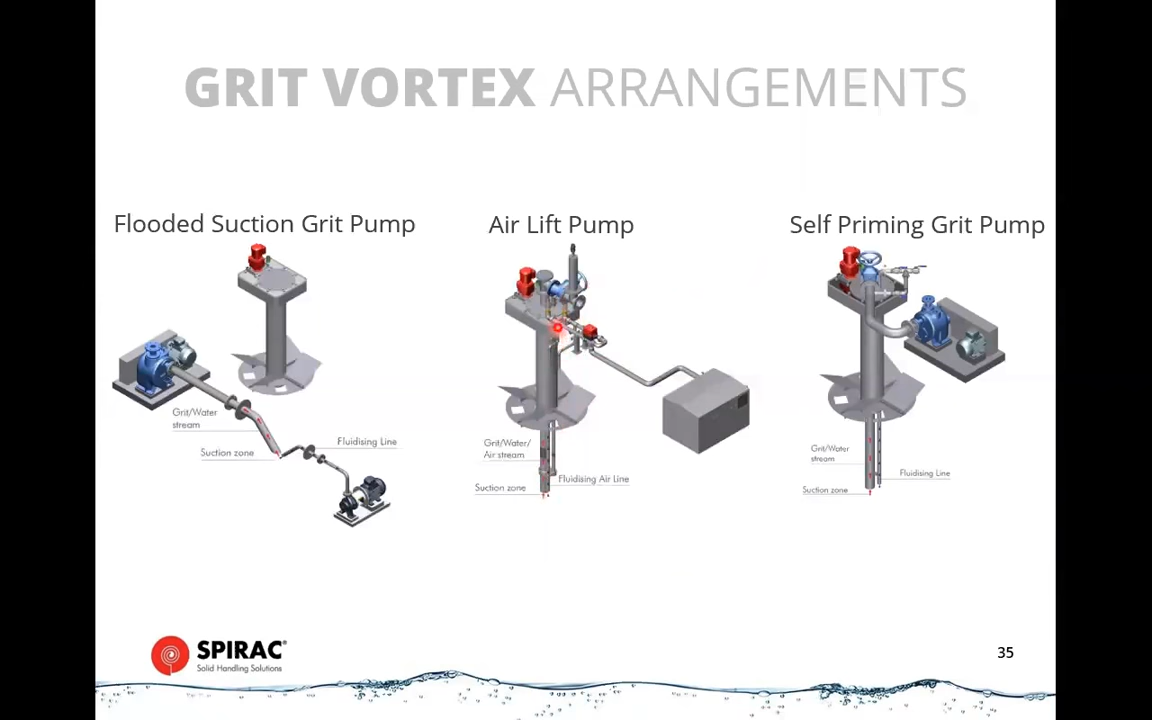 GRIT VORTEX ARRANGEMENTS
Flooded Suction Grit Pump
Grit/Water
stream
Suction zone
Fluidising Line
Air Lift Pump
Grit/Water/
Air stream
Fluidising Air Line
Suction zone
Self Priming Grit Pump
Grit/Water
stream
Fluidising Line
Suction zone
SPIRAC®
Solid Handling Solutions
35